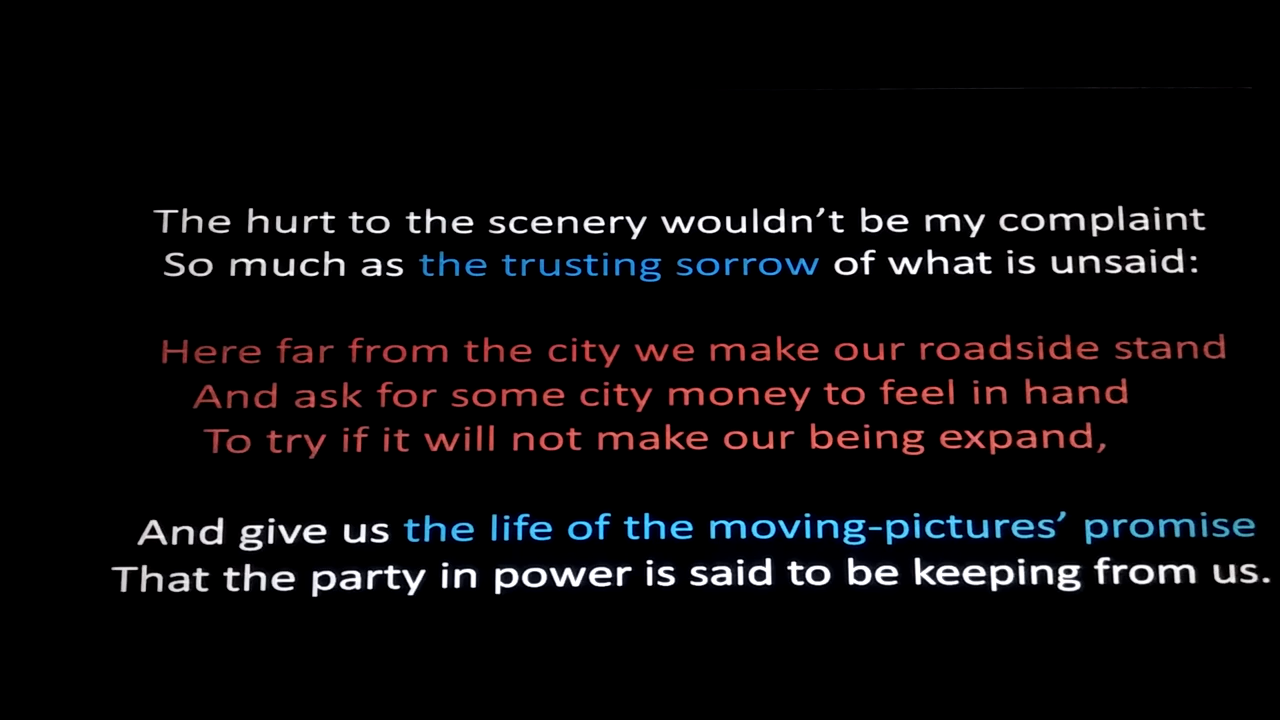 The hurt to the scenery wouldn’t be my complaint
So much as the trusting sorrow of what is unsaid:
Here far from the city we make our roadside stand
And ask for some city money to feel in hand
To try if it will not make our being expand,
And give us the life of the moving-pictures’ promise
That the party in power is said to be keeping from us.